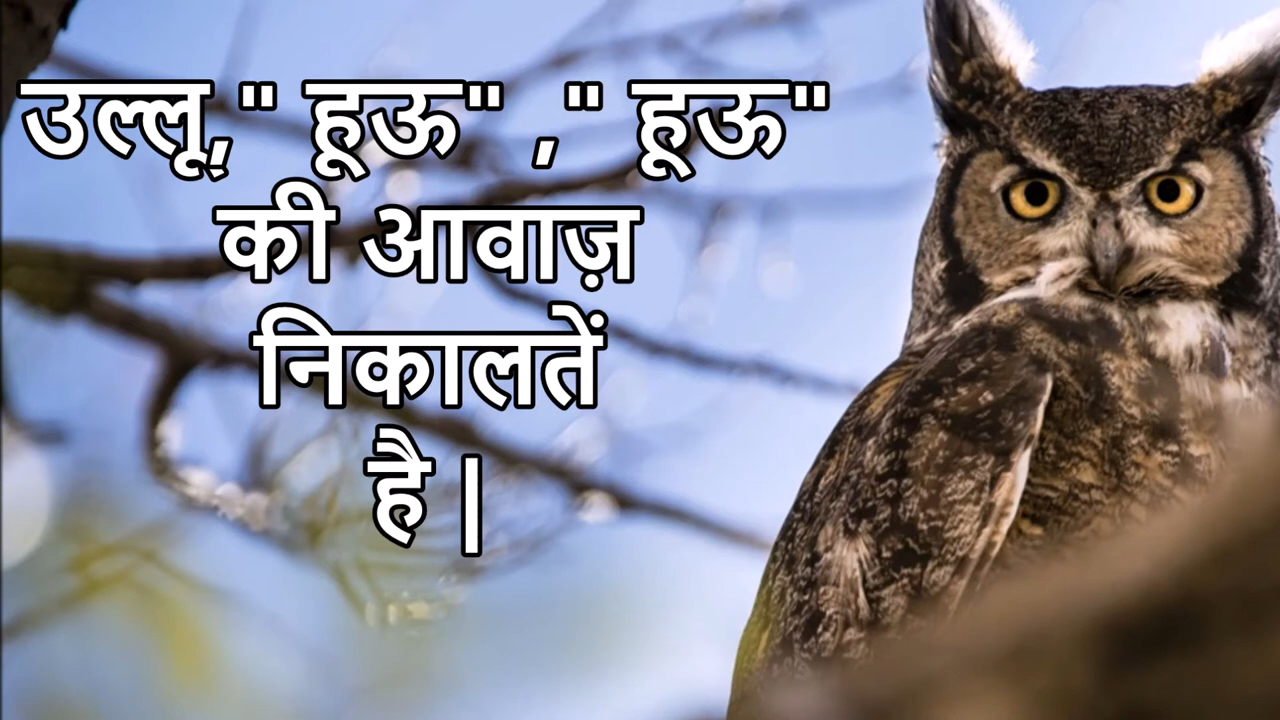 उल्लू," हूऊ" ," हूऊ"
की आवाज़
निकालतें
है |